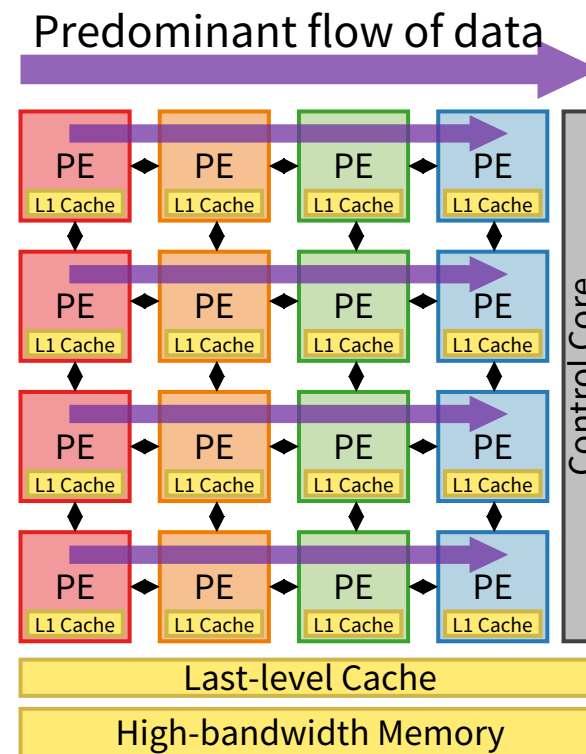 Predominant flow of data
PE PE PE PE
L1 Cache L1 Cache L1 Cache L1 Cache
PE PE PE PE
L1 Cache L1 Cache L1 Cache L1 Cache
PE PE PE PE
L1 Cache L1 Cache L1 Cache L1 Cache
PE PE PE PE
L1 Cache L1 Cache L1 Cache L1 Cache
Control Core
Last-level Cache
High-bandwidth Memory